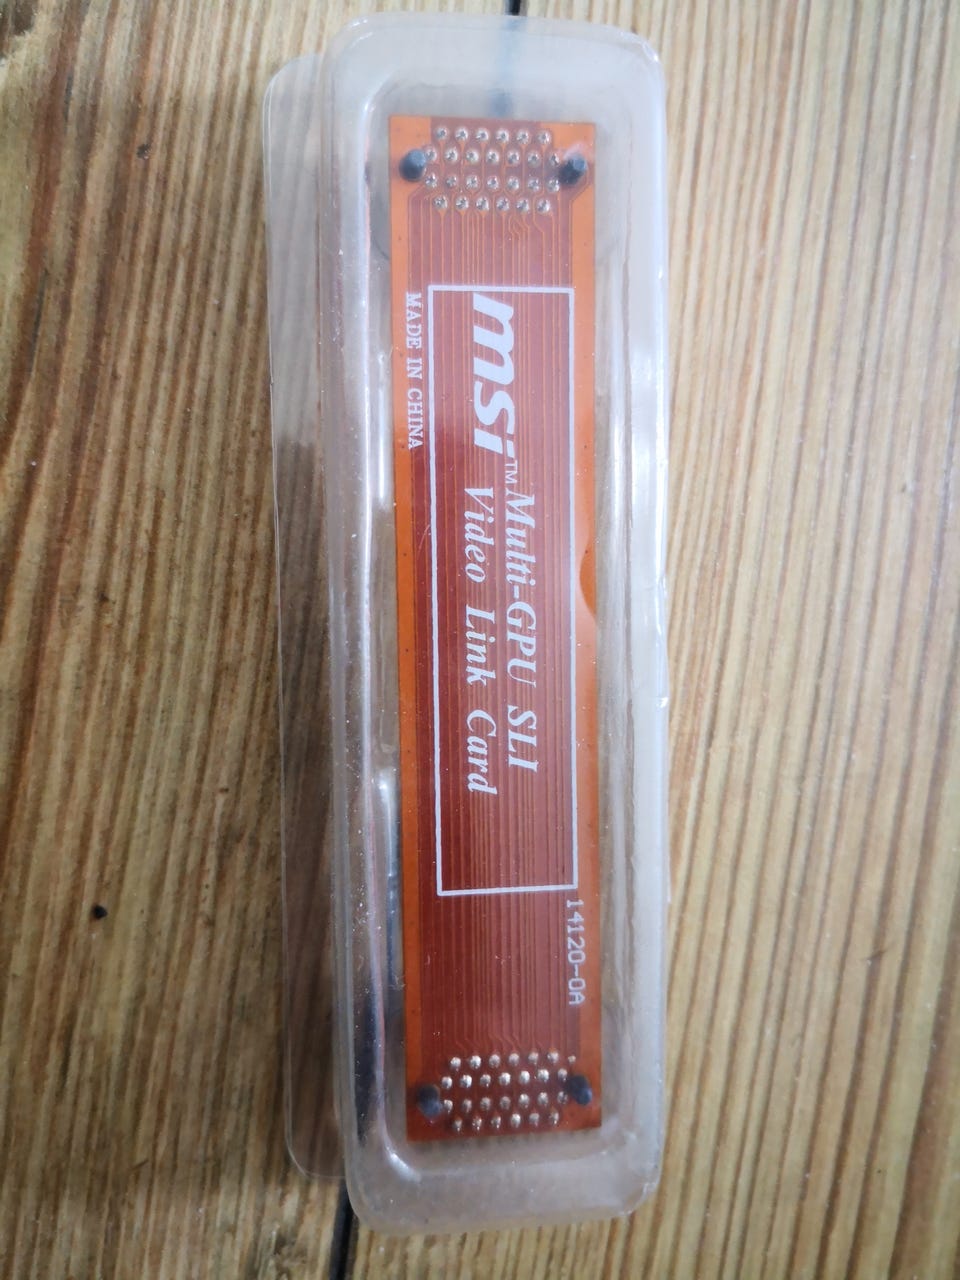 msi™ Multi-GPU SLI
Video Link Card
MADE IN CHINA
14120-0A